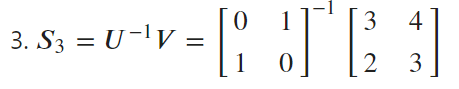 3. S₃ = U⁻¹V = [0 1; 1 0]⁻¹ [3 4; 2 3]